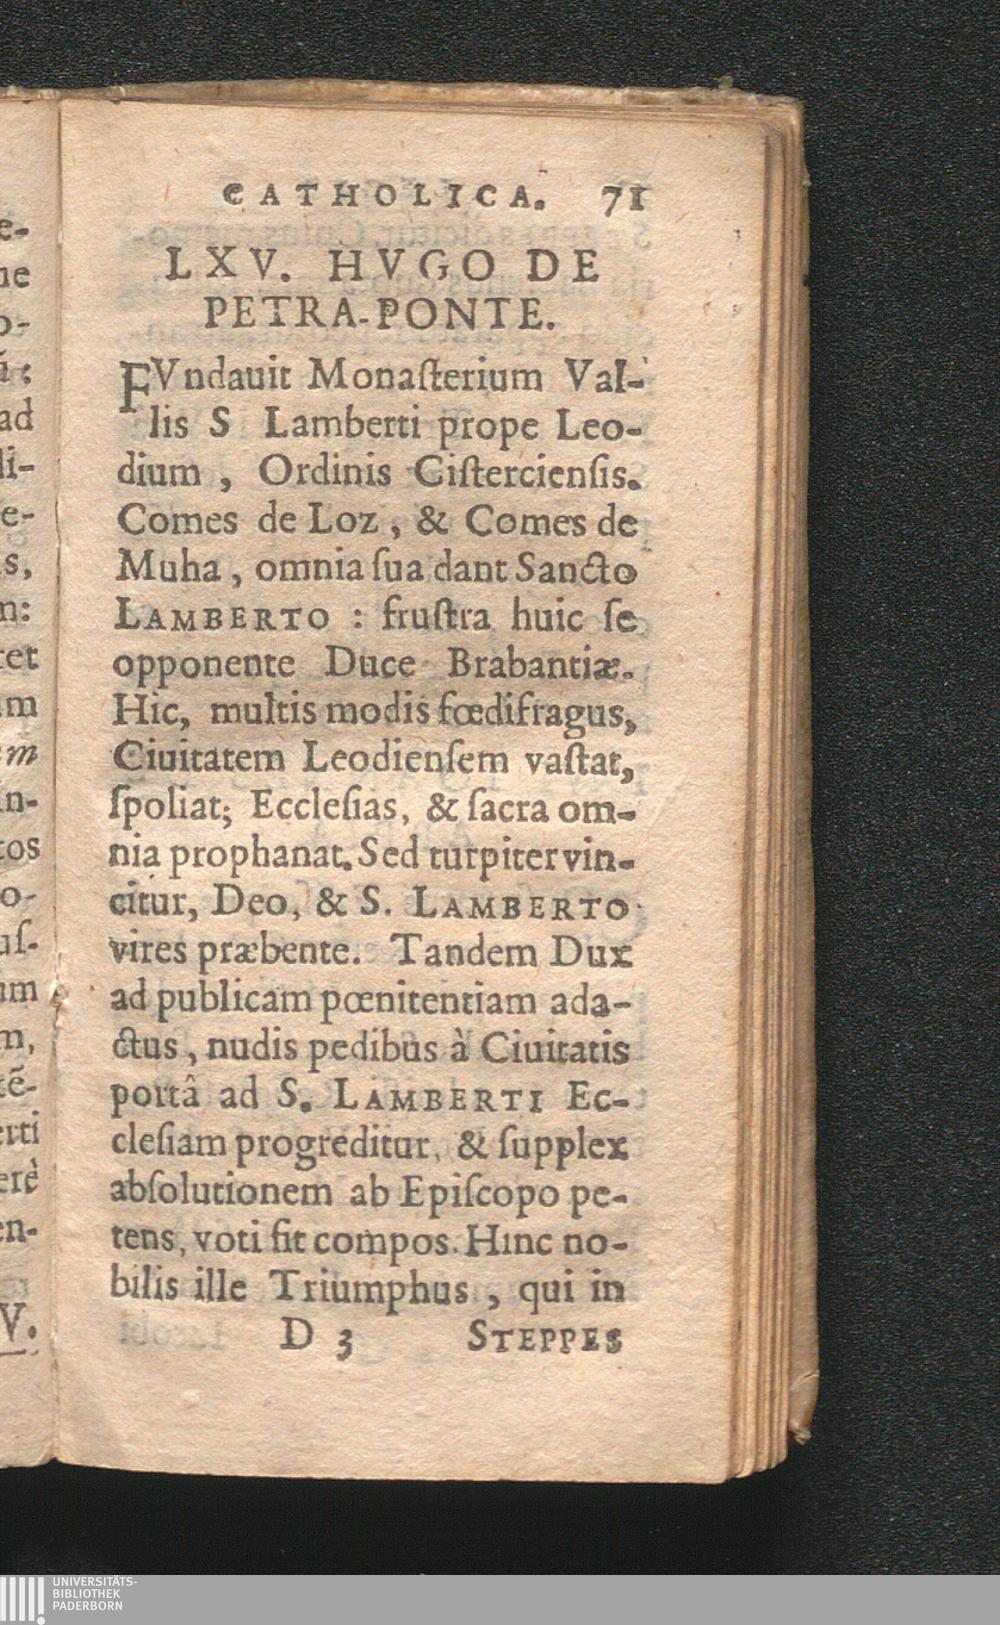 CATHOLICA. 71
LXV. HVGO DE
PETRA-PONTE.
FVndauit Monaſterium Val-
lis S Lamberti prope Leo-
dium, Ordinis Ciſtercienſis.
Comes de Loz, & Comes de
Muha, omnia ſua dant Sancto
LAMBERTO : fruſtra huic ſe
opponente Duce Brabantiæ.
Hic, multis modis fœdifragus,
Ciuitatem Leodienſem vaſtat,
ſpoliat; Eccleſias, & ſacra om-
nia prophanat. Sed turpiter vin-
citur, Deo, & S. LAMBERTO
vires præbente. Tandem Dux
ad publicam pœnitentiam ada-
ctus, nudis pedibus à Ciuitatis
portâ ad S. LAMBERTI Ec-
cleſiam progreditur, & ſupplex
abſolutionem ab Epiſcopo pe-
tens, voti fit compos. Hinc no-
bilis ille Triumphus, qui in
D 3 STEPPES
UNIVERSITÄTS-
BIBLIOTHEK
PADERBORN